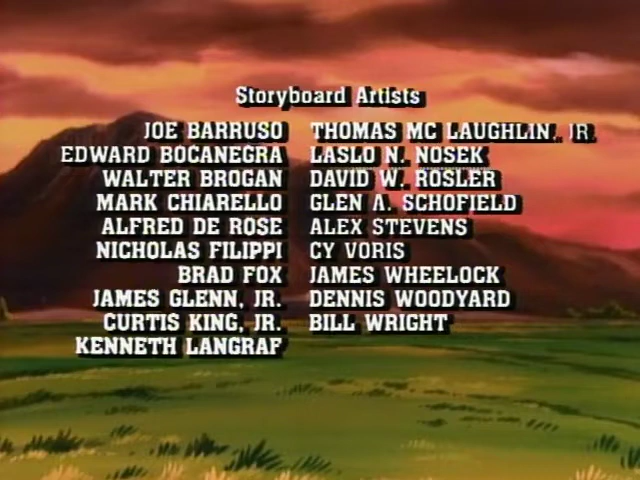 Storyboard Artists
JOE BARRUSO THOMAS MC LAUGHLIN, JR.
EDWARD BOCANEGRA LASLO N. NOSEK
WALTER BROGAN DAVID W. ROSLER
MARK CHIARELLO GLEN A. SCHOFIELD
ALFRED DE ROSE ALEX STEVENS
NICHOLAS FILIPPI CY VORIS
BRAD FOX JAMES WHEELOCK
JAMES GLENN, JR. DENNIS WOODYARD
CURTIS KING, JR. BILL WRIGHT
KENNETH LANGRAF